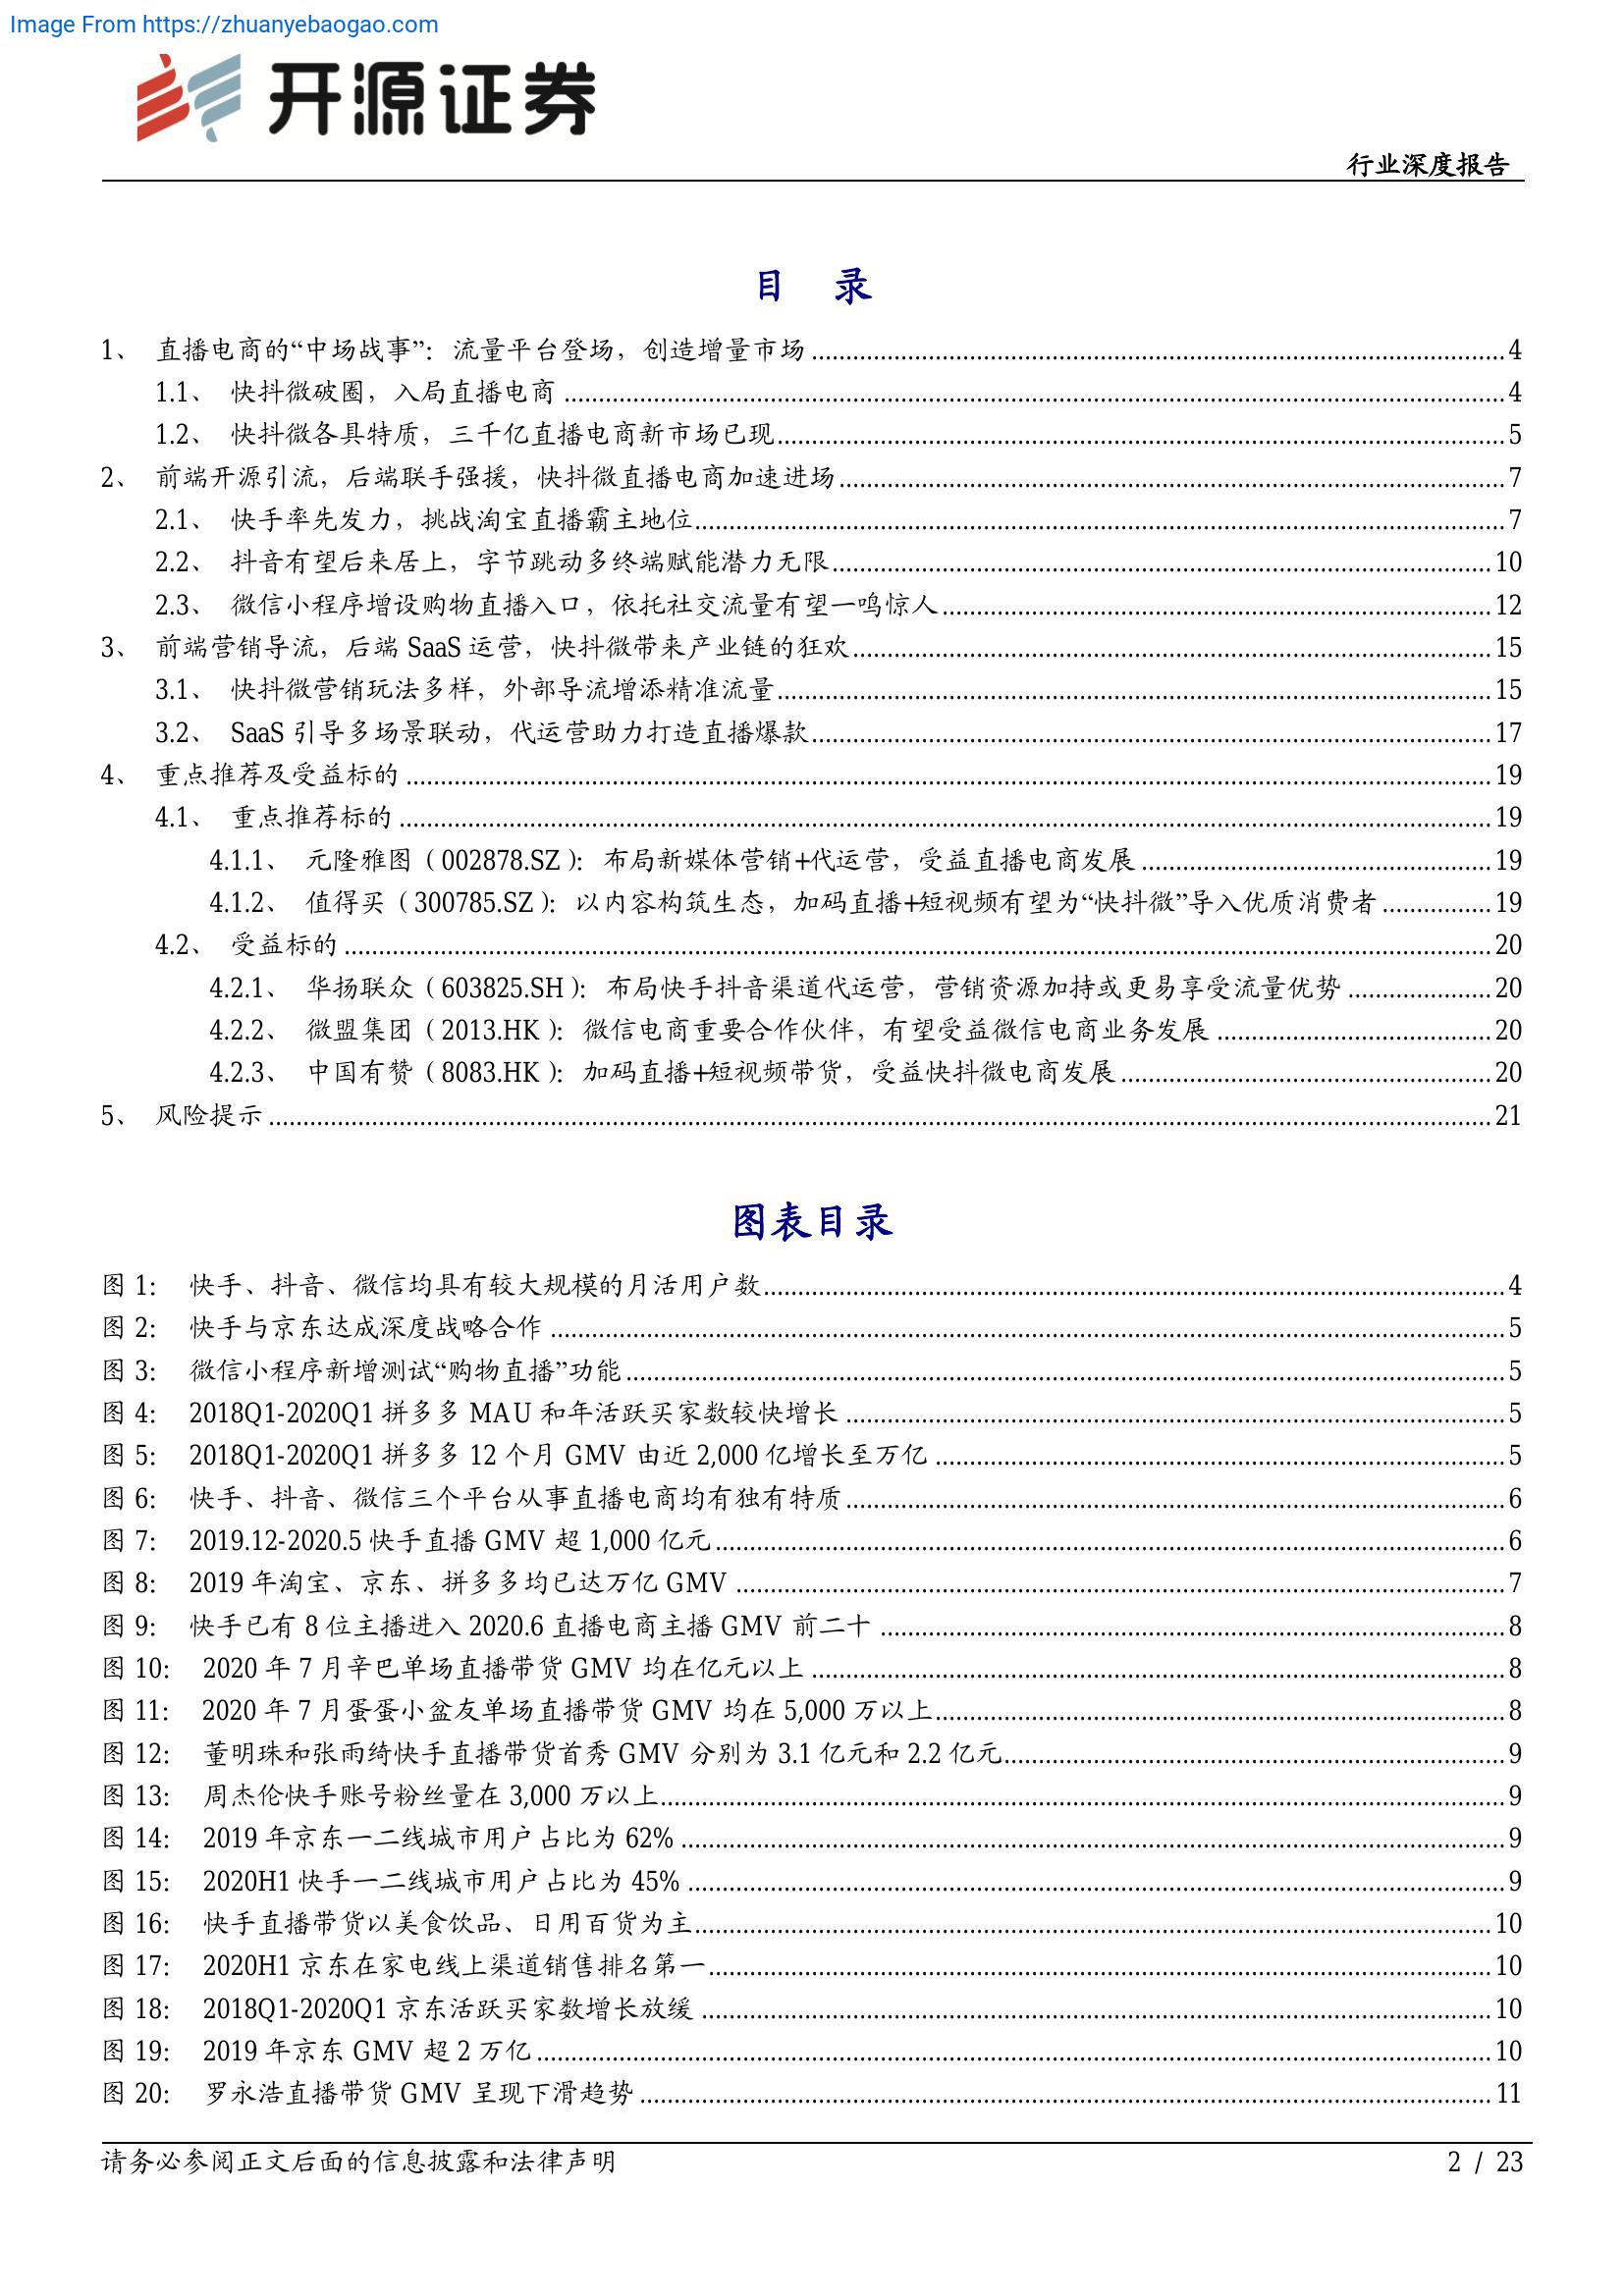 Image From https://zhuanyebaogao.com
开源证券
行业深度报告
目 录
1、 直播电商的“中场战事”：流量平台登场，创造增量市场 4
1.1、 快抖微破圈，入局直播电商 4
1.2、 快抖微各具特质，三千亿直播电商新市场已现 5
2、 前端开源引流，后端联手强援，快抖微直播电商加速进场 7
2.1、 快手率先发力，挑战淘宝直播霸主地位 7
2.2、 抖音有望后来居上，字节跳动多终端赋能潜力无限 10
2.3、 微信小程序增设购物直播入口，依托社交流量有望一鸣惊人 12
3、 前端营销导流，后端 SaaS 运营，快抖微带来产业链的狂欢 15
3.1、 快抖微营销玩法多样，外部导流增添精准流量 15
3.2、 SaaS 引导多场景联动，代运营助力打造直播爆款 17
4、 重点推荐及受益标的 19
4.1、 重点推荐标的 19
4.1.1、 元隆雅图（002878.SZ）：布局新媒体营销+代运营，受益直播电商发展 19
4.1.2、 值得买（300785.SZ）：以内容构筑生态，加码直播+短视频有望为“快抖微”导入优质消费者 19
4.2、 受益标的 20
4.2.1、 华扬联众（603825.SH）：布局快手抖音渠道代运营，营销资源加持或更易享受流量优势 20
4.2.2、 微盟集团（2013.HK）：微信电商重要合作伙伴，有望受益微信电商业务发展 20
4.2.3、 中国有赞（8083.HK）：加码直播+短视频带货，受益快抖微电商发展 20
5、 风险提示 21
图表目录
图 1： 快手、抖音、微信均具有较大规模的月活用户数 4
图 2： 快手与京东达成深度战略合作 5
图 3： 微信小程序新增测试“购物直播”功能 5
图 4： 2018Q1-2020Q1 拼多多 MAU 和年活跃买家数较快增长 5
图 5： 2018Q1-2020Q1 拼多多 12 个月 GMV 由近 2,000 亿增长至万亿 5
图 6： 快手、抖音、微信三个平台从事直播电商均有独有特质 6
图 7： 2019.12-2020.5 快手直播 GMV 超 1,000 亿元 6
图 8： 2019 年淘宝、京东、拼多多均已达万亿 GMV 7
图 9： 快手已有 8 位主播进入 2020.6 直播电商主播 GMV 前二十 8
图 10： 2020 年 7 月辛巴单场直播带货 GMV 均在亿元以上 8
图 11： 2020 年 7 月蛋蛋小盆友单场直播带货 GMV 均在 5,000 万以上 8
图 12： 董明珠和张雨绮快手直播带货首秀 GMV 分别为 3.1 亿元和 2.2 亿元 9
图 13： 周杰伦快手账号粉丝量在 3,000 万以上 9
图 14： 2019 年京东一二线城市用户占比为 62% 9
图 15： 2020H1 快手一二线城市用户占比为 45% 9
图 16： 快手直播带货以美食饮品、日用百货为主 10
图 17： 2020H1 京东在家电线上渠道销售排名第一 10
图 18： 2018Q1-2020Q1 京东活跃买家数增长放缓 10
图 19： 2019 年京东 GMV 超 2 万亿 10
图 20： 罗永浩直播带货 GMV 呈现下滑趋势 11
请务必参阅正文后面的信息披露和法律声明 2 / 23